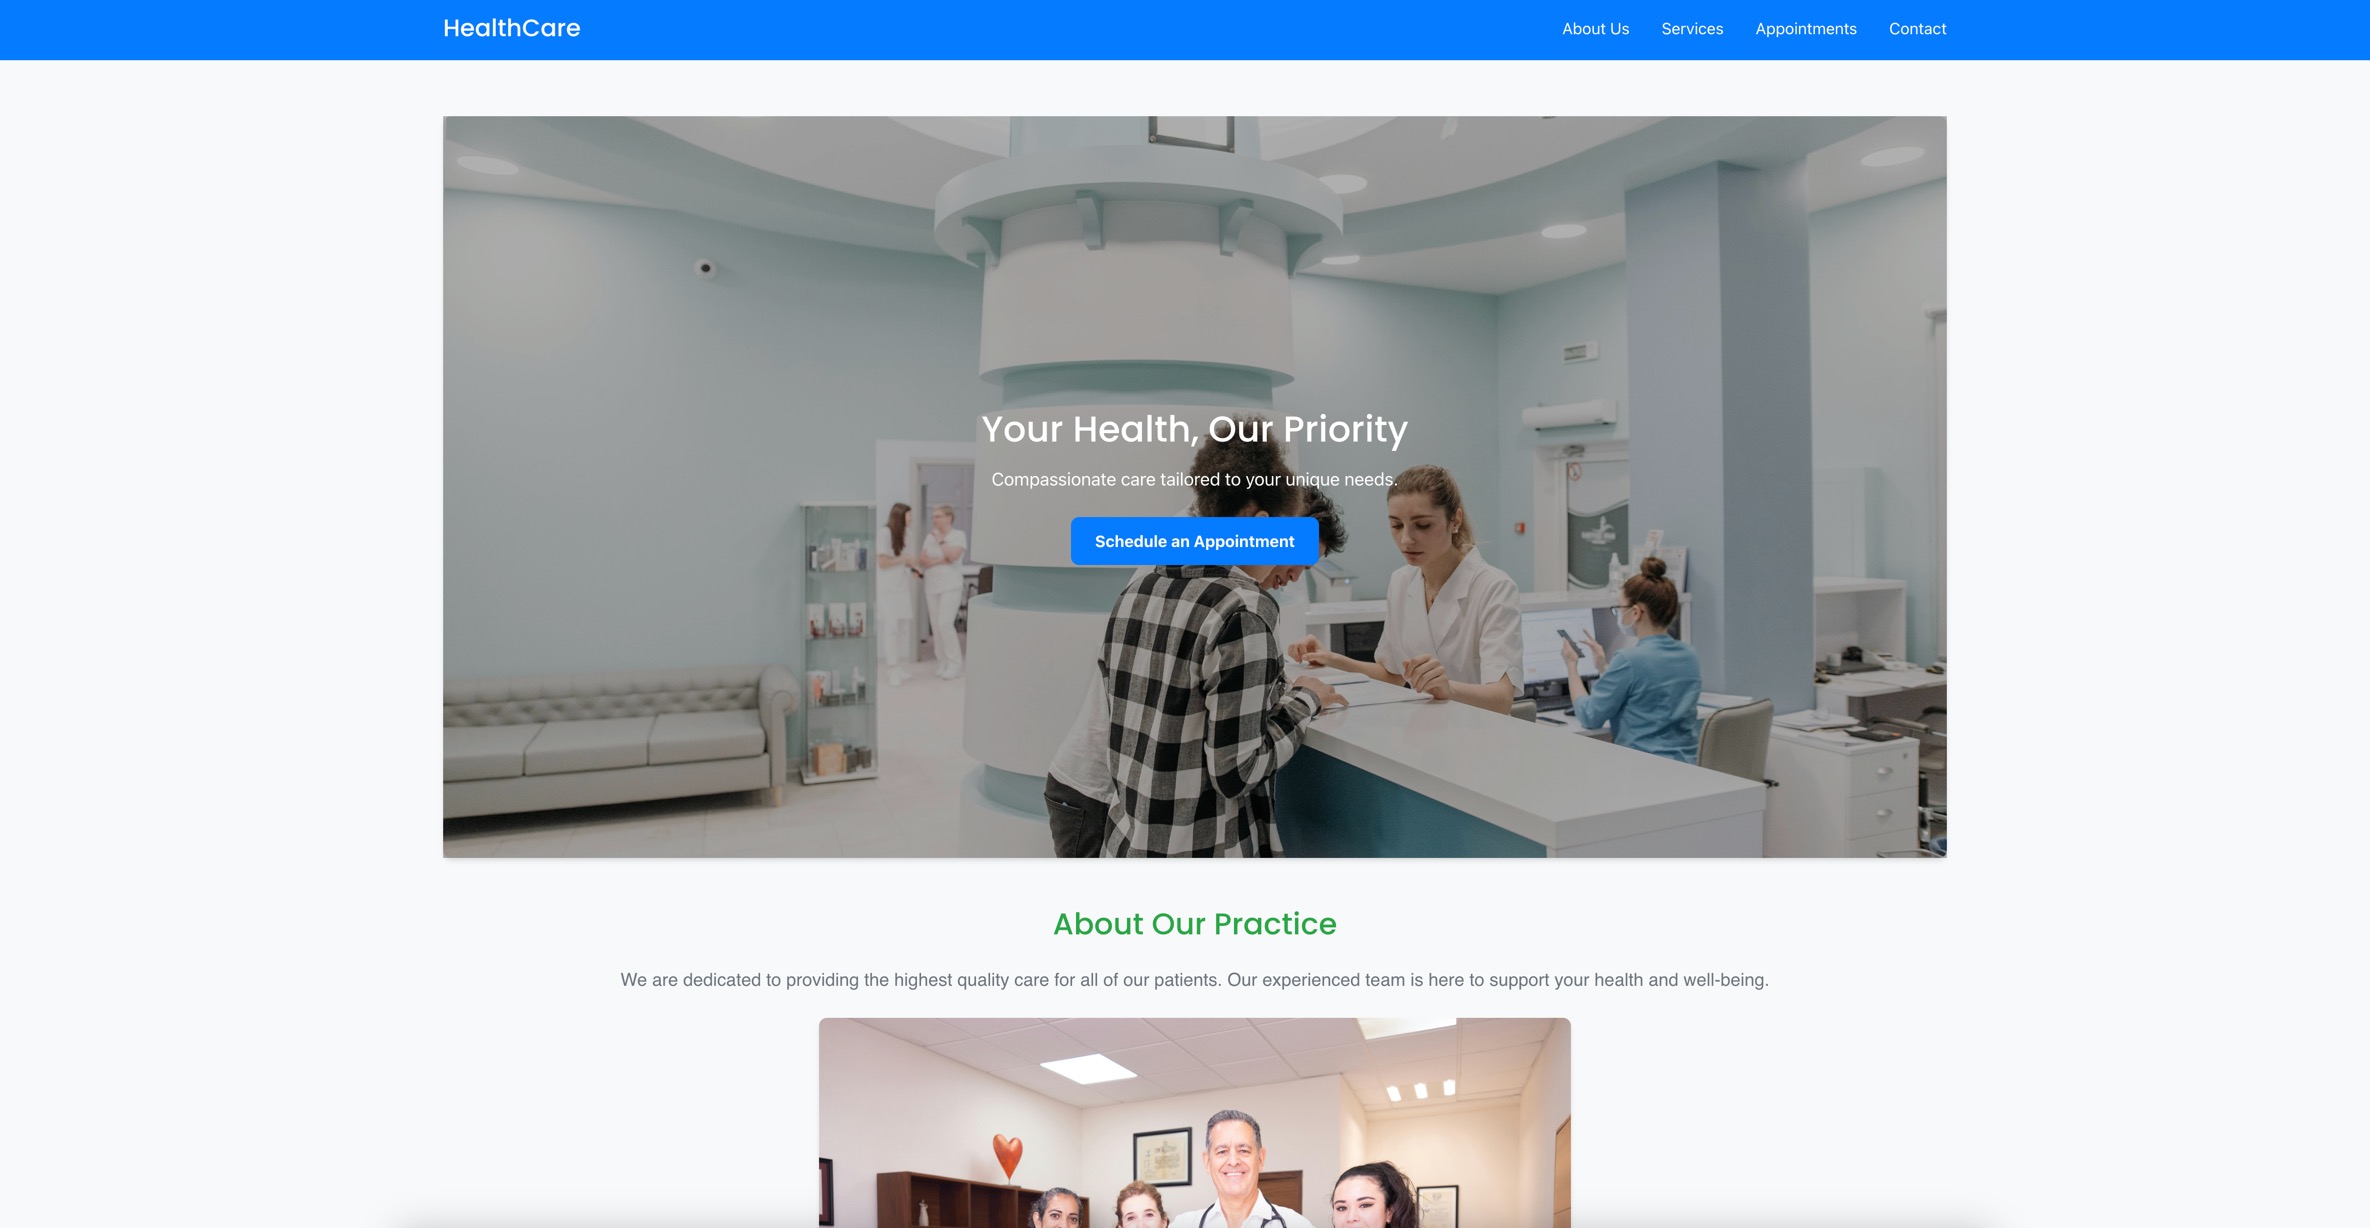 HealthCare
About Us
Services
Appointments
Contact
Your Health, Our Priority
Compassionate care tailored to your unique needs.
Schedule an Appointment
About Our Practice
We are dedicated to providing the highest quality care for all of our patients. Our experienced team is here to support your health and well-being.